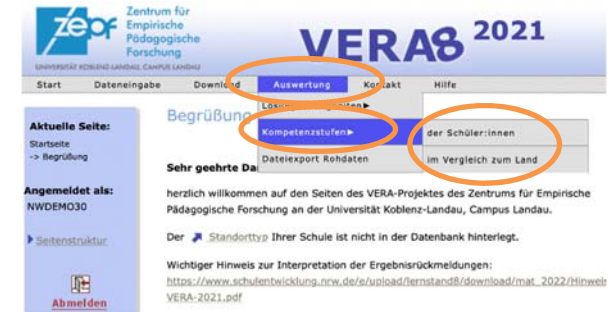 zepf
Zentrum für
Empirische
Pädagogische
Forschung
UNIVERSITÄT KOBLENZ-LANDAU, CAMPUS LANDAU
VERA8 2021
Start Dateneingabe Download Auswertung Kontakt Hilfe
Kompetenzstufen▶
der Schüler:innen
Dateiexport Rohdaten
im Vergleich zum Land
Aktuelle Seite:
Startseite
-> Begrüßung
Angemeldet als:
NWDEMO30
Seitenstruktur
Abmelden
Begrüßung
Sehr geehrte Da
herzlich willkommen auf den Seiten des VERA-Projektes des Zentrums für Empirische
Pädagogische Forschung an der Universität Koblenz-Landau, Campus Landau.
Der Standorttyp Ihrer Schule ist nicht in der Datenbank hinterlegt.
Wichtiger Hinweis zur Interpretation der Ergebnisrückmeldungen:
https://www.schulentwicklung.nrw.de/e/upload/lernstand8/download/mat_2022/Hinweis
VERA-2021.pdf